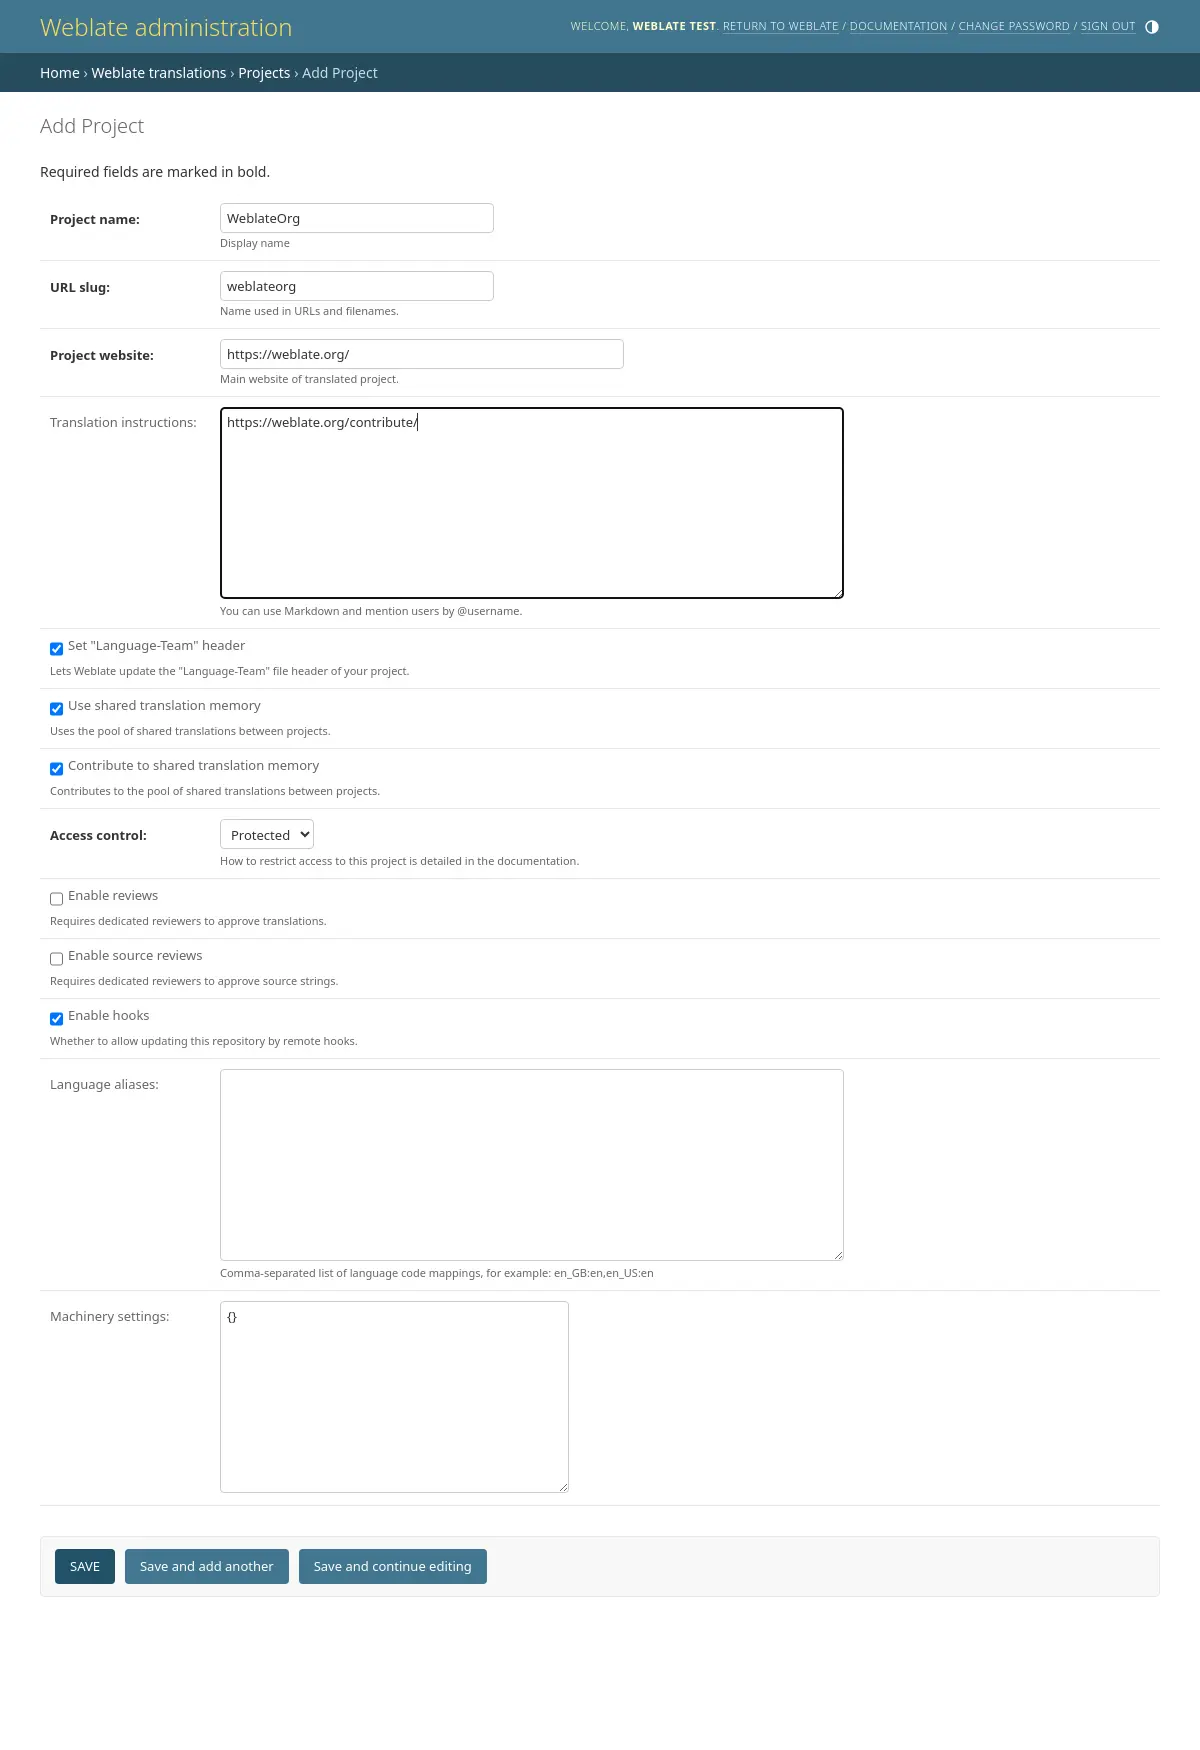 Weblate administration
WELCOME, WEBLATE TEST. RETURN TO WEBLATE / DOCUMENTATION / CHANGE PASSWORD / SIGN OUT
Home › Weblate translations › Projects › Add Project
Add Project
Required fields are marked in bold.
Project name:
WeblateOrg
Display name
URL slug:
weblateorg
Name used in URLs and filenames.
Project website:
https://weblate.org/
Main website of translated project.
Translation instructions:
https://weblate.org/contribute/
You can use Markdown and mention users by @username.
Set "Language-Team" header
Lets Weblate update the "Language-Team" file header of your project.
Use shared translation memory
Uses the pool of shared translations between projects.
Contribute to shared translation memory
Contributes to the pool of shared translations between projects.
Access control:
Protected
How to restrict access to this project is detailed in the documentation.
Enable reviews
Requires dedicated reviewers to approve translations.
Enable source reviews
Requires dedicated reviewers to approve source strings.
Enable hooks
Whether to allow updating this repository by remote hooks.
Language aliases:
Comma-separated list of language code mappings, for example: en_GB:en,en_US:en
Machinery settings:
{}
SAVE
Save and add another
Save and continue editing